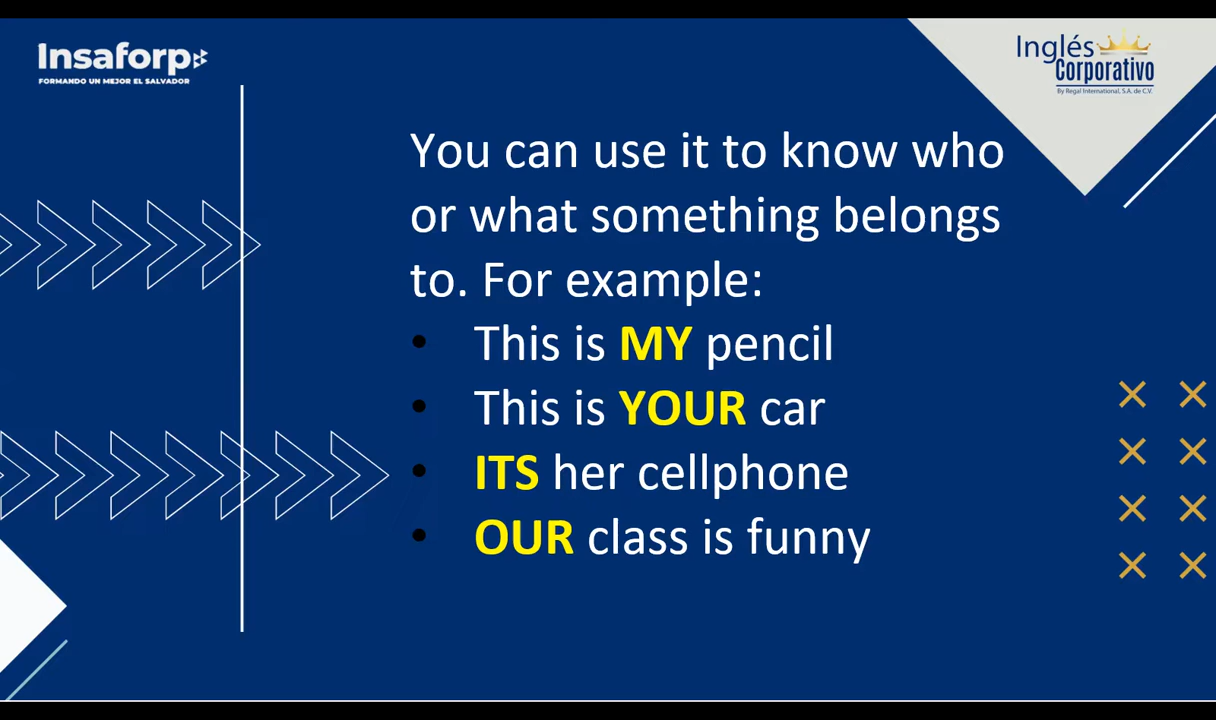 Insaforp
FORMANDO UN MEJOR EL SALVADOR
Inglés
Corporativo
By Regal International, S.A. de C.V.
You can use it to know who
or what something belongs
to. For example:
• This is MY pencil
• This is YOUR car
• ITS her cellphone
• OUR class is funny